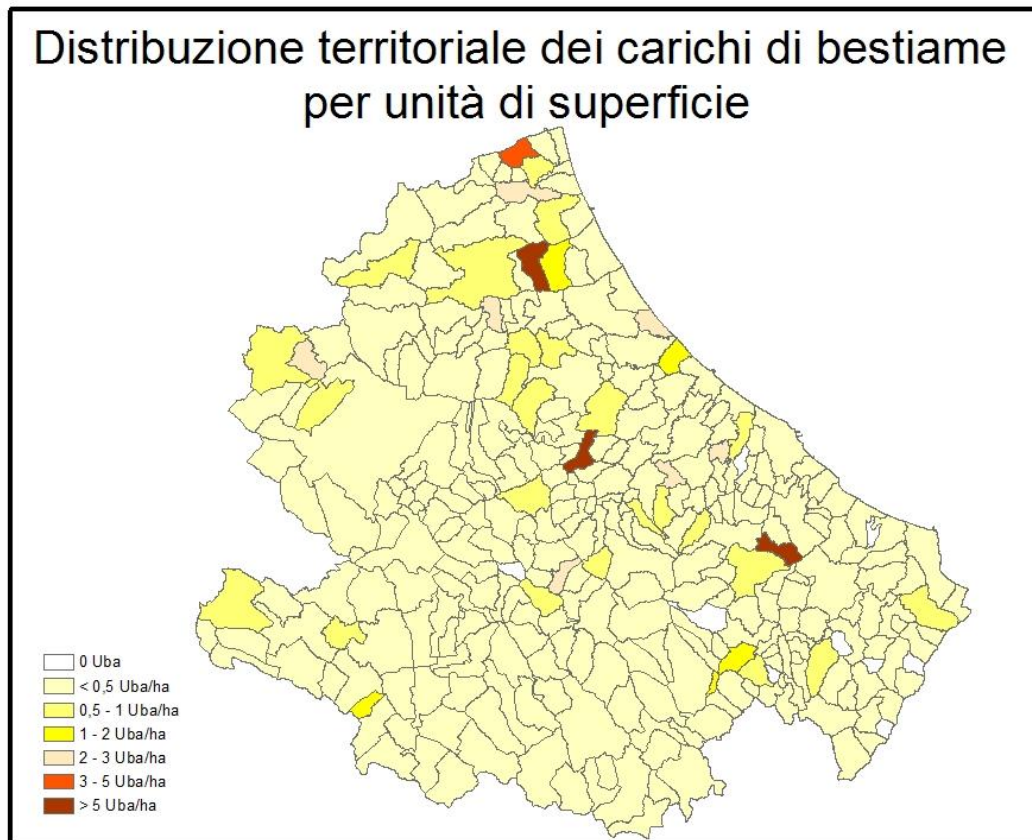 Distribuzione territoriale dei carichi di bestiame
per unità di superficie
0 Uba
< 0,5 Uba/ha
0,5 - 1 Uba/ha
1 - 2 Uba/ha
2 - 3 Uba/ha
3 - 5 Uba/ha
> 5 Uba/ha